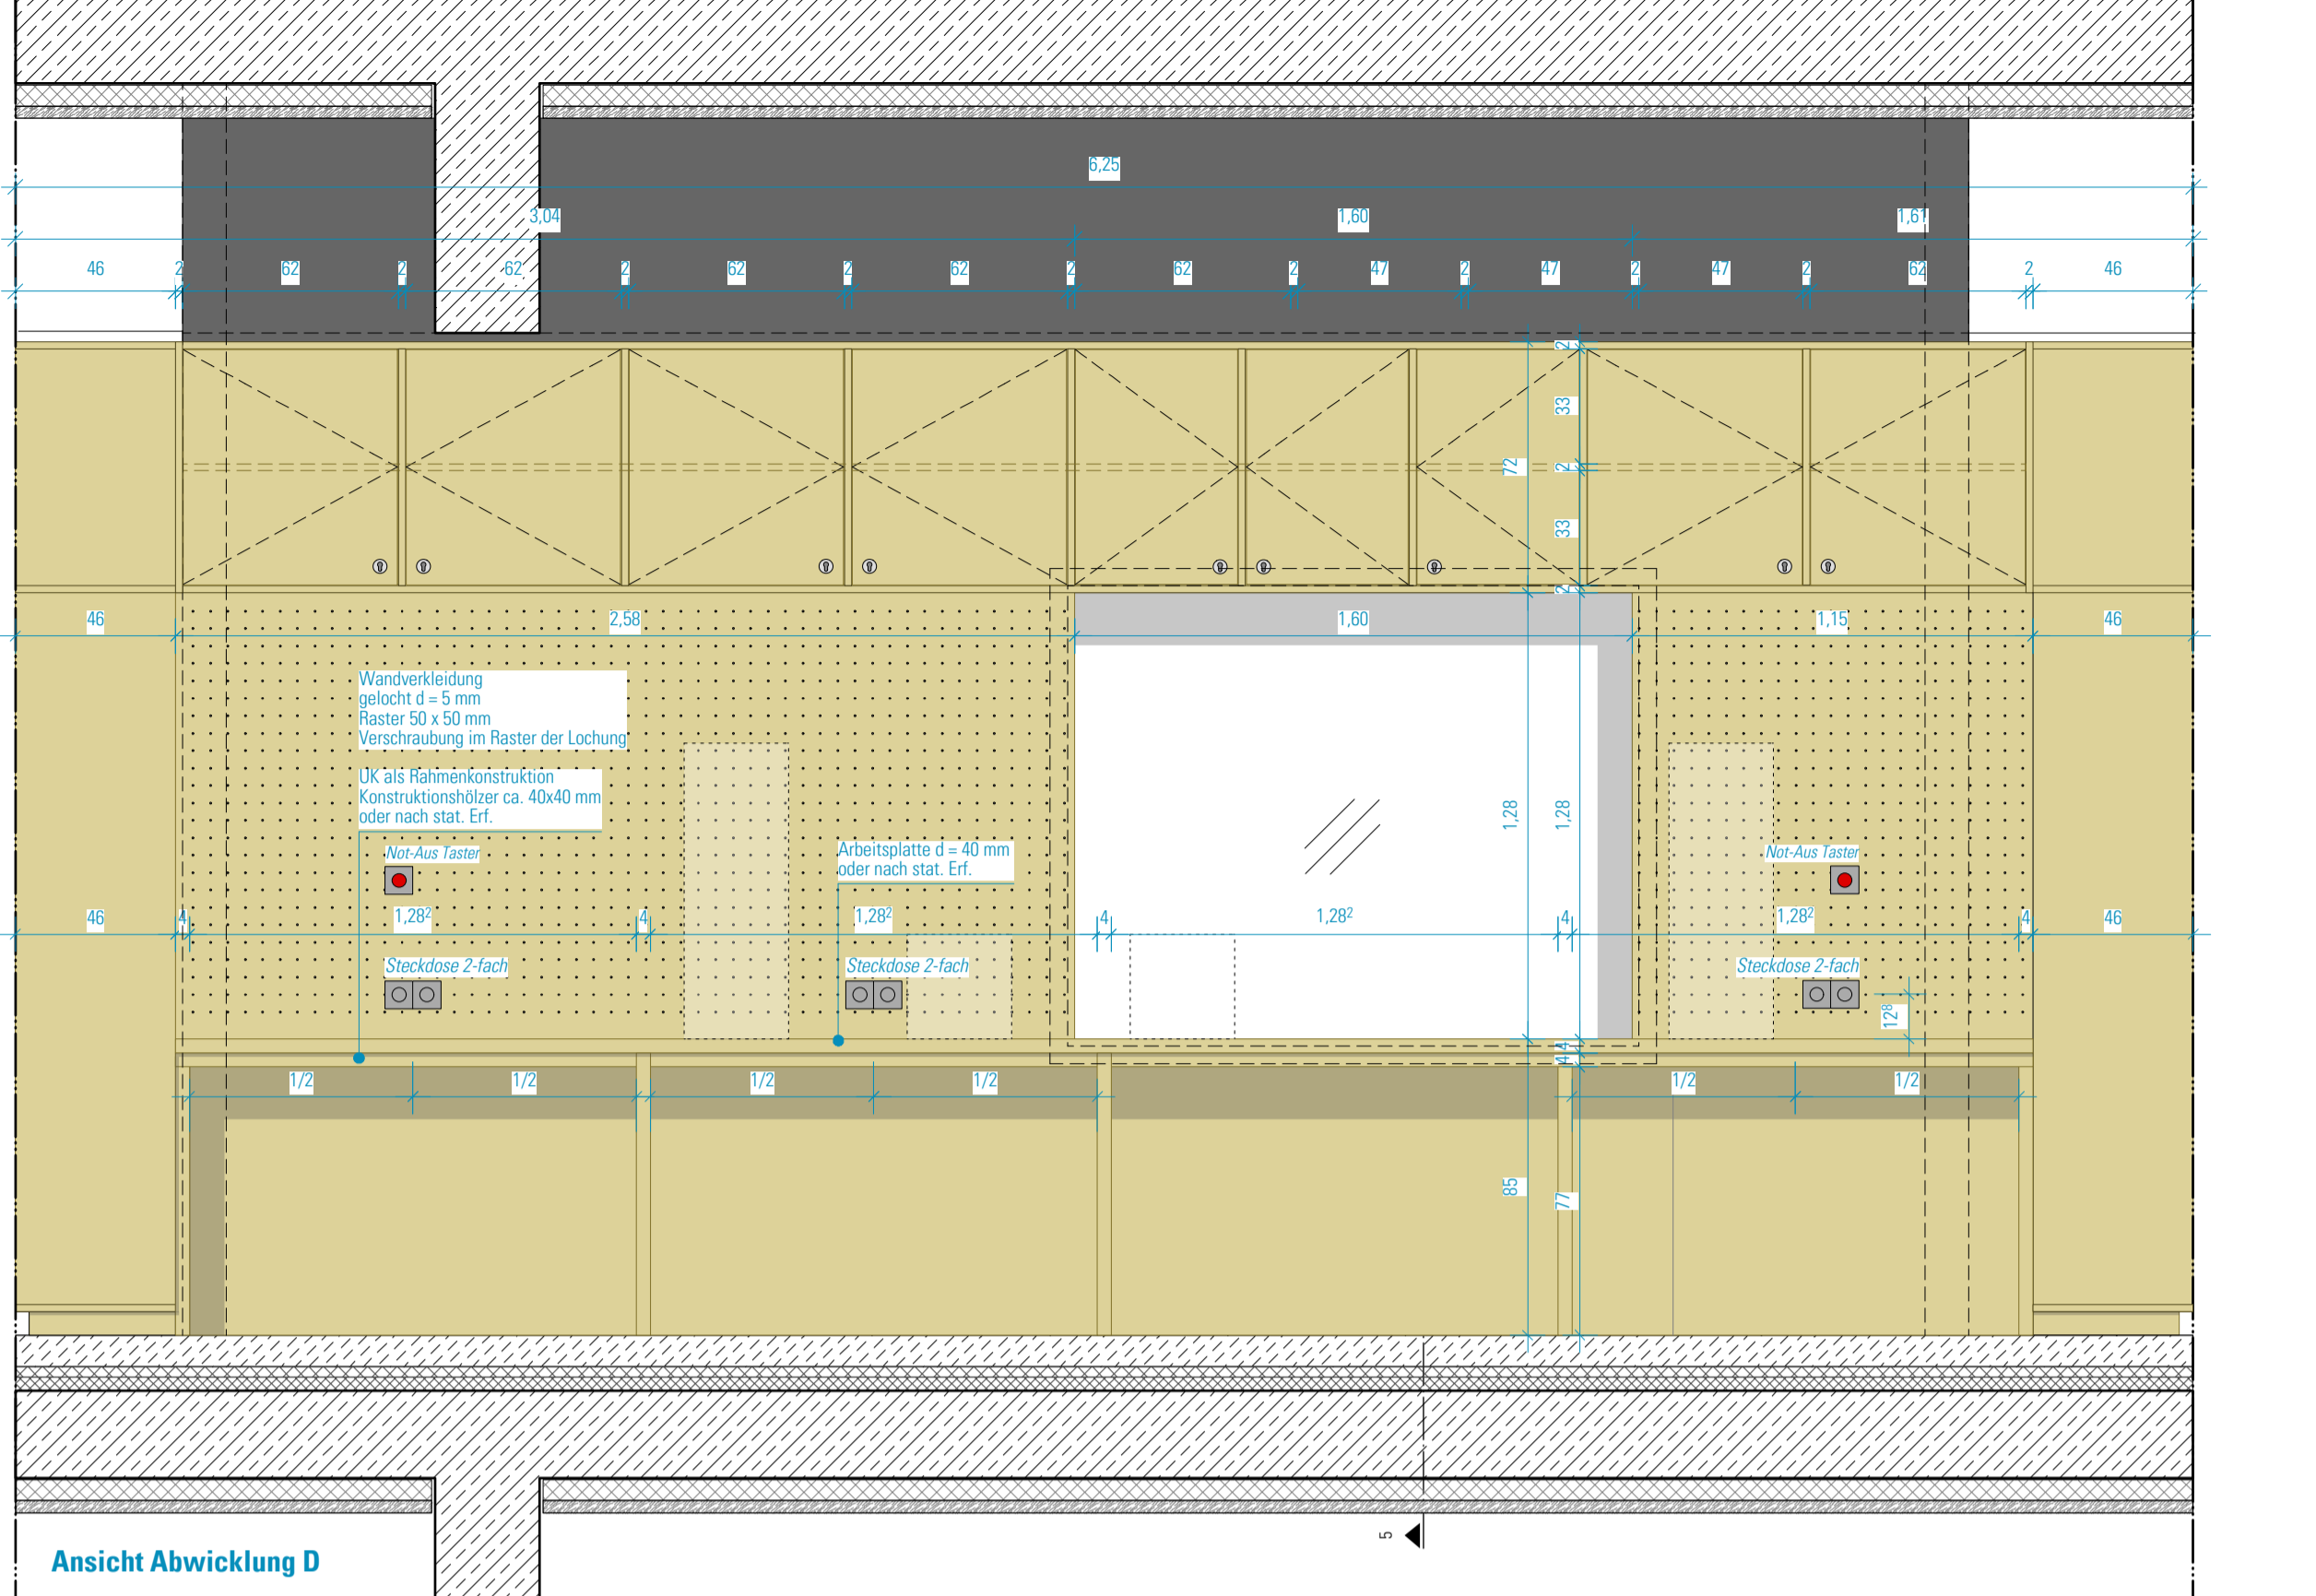 6,25
3,04 1,60 1,61
46 2 62 2 62 2 62 2 62 2 62 2 47 2 47 2 47 2 62 2 46
2
33
72 2
33
2
46 2,58 1,60 1,15 46
Wandverkleidung
gelocht d = 5 mm
Raster 50 x 50 mm
Verschraubung im Raster der Lochung
UK als Rahmenkonstruktion
Konstruktionshölzer ca. 40x40 mm
oder nach stat. Erf.
1,28 1,28
Arbeitsplatte d = 40 mm
oder nach stat. Erf.
Not-Aus Taster Not-Aus Taster
46 4 1,28² 4 1,28² 4 1,28² 4 1,28² 4 46
Steckdose 2-fach Steckdose 2-fach Steckdose 2-fach
12⁸
4 4
1/2 1/2 1/2 1/2 1/2 1/2
85 77
5
Ansicht Abwicklung D